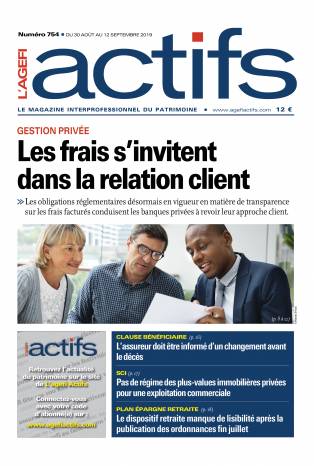 Numéro 754 • DU 30 AOÛT AU 12 SEPTEMBRE 2019
L'AGEFI
actifs
LE MAGAZINE INTERPROFESSIONNEL DU PATRIMOINE • www.agefiactifs.com 12 €
GESTION PRIVÉE
Les frais s'invitent
dans la relation client
Les obligations réglementaires désormais en vigueur en matière de transparence
sur les frais facturés conduisent les banques privées à revoir leur approche client.
(p. 8 à 12)
actifs
Retrouvez l'actualité
du patrimoine sur le site
de L'agefi Actifs
Connectez-vous
avec votre code
d'abonné(e) sur :
www.agefiactifs.com
CLAUSE BÉNÉFICIAIRE (p. 16)
L'assureur doit être informé d'un changement avant
le décès
SCI (p. 17)
Pas de régime des plus-values immobilières privées
pour une exploitation commerciale
PLAN ÉPARGNE RETRAITE (p. 18)
Le dispositif retraite manque de lisibilité après la
publication des ordonnances fin juillet